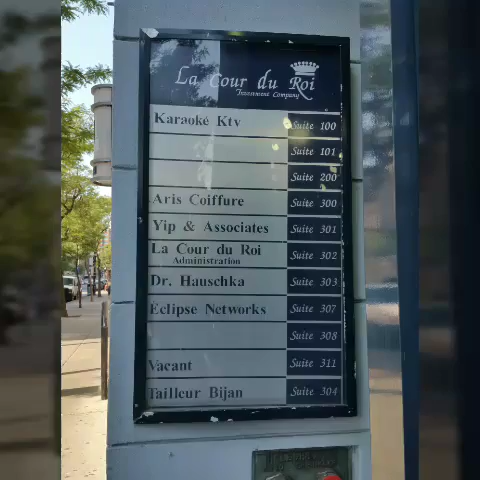 La Cour du Roi
Investment Company
Karaoké Ktv Suite 100
Suite 101
Suite 200
Aris Coiffure Suite 300
Yip & Associates Suite 301
La Cour du Roi
Administration Suite 302
Dr. Hauschka Suite 303
Eclipse Networks Suite 307
Suite 308
Vacant Suite 311
Tailleur Bijan Suite 304